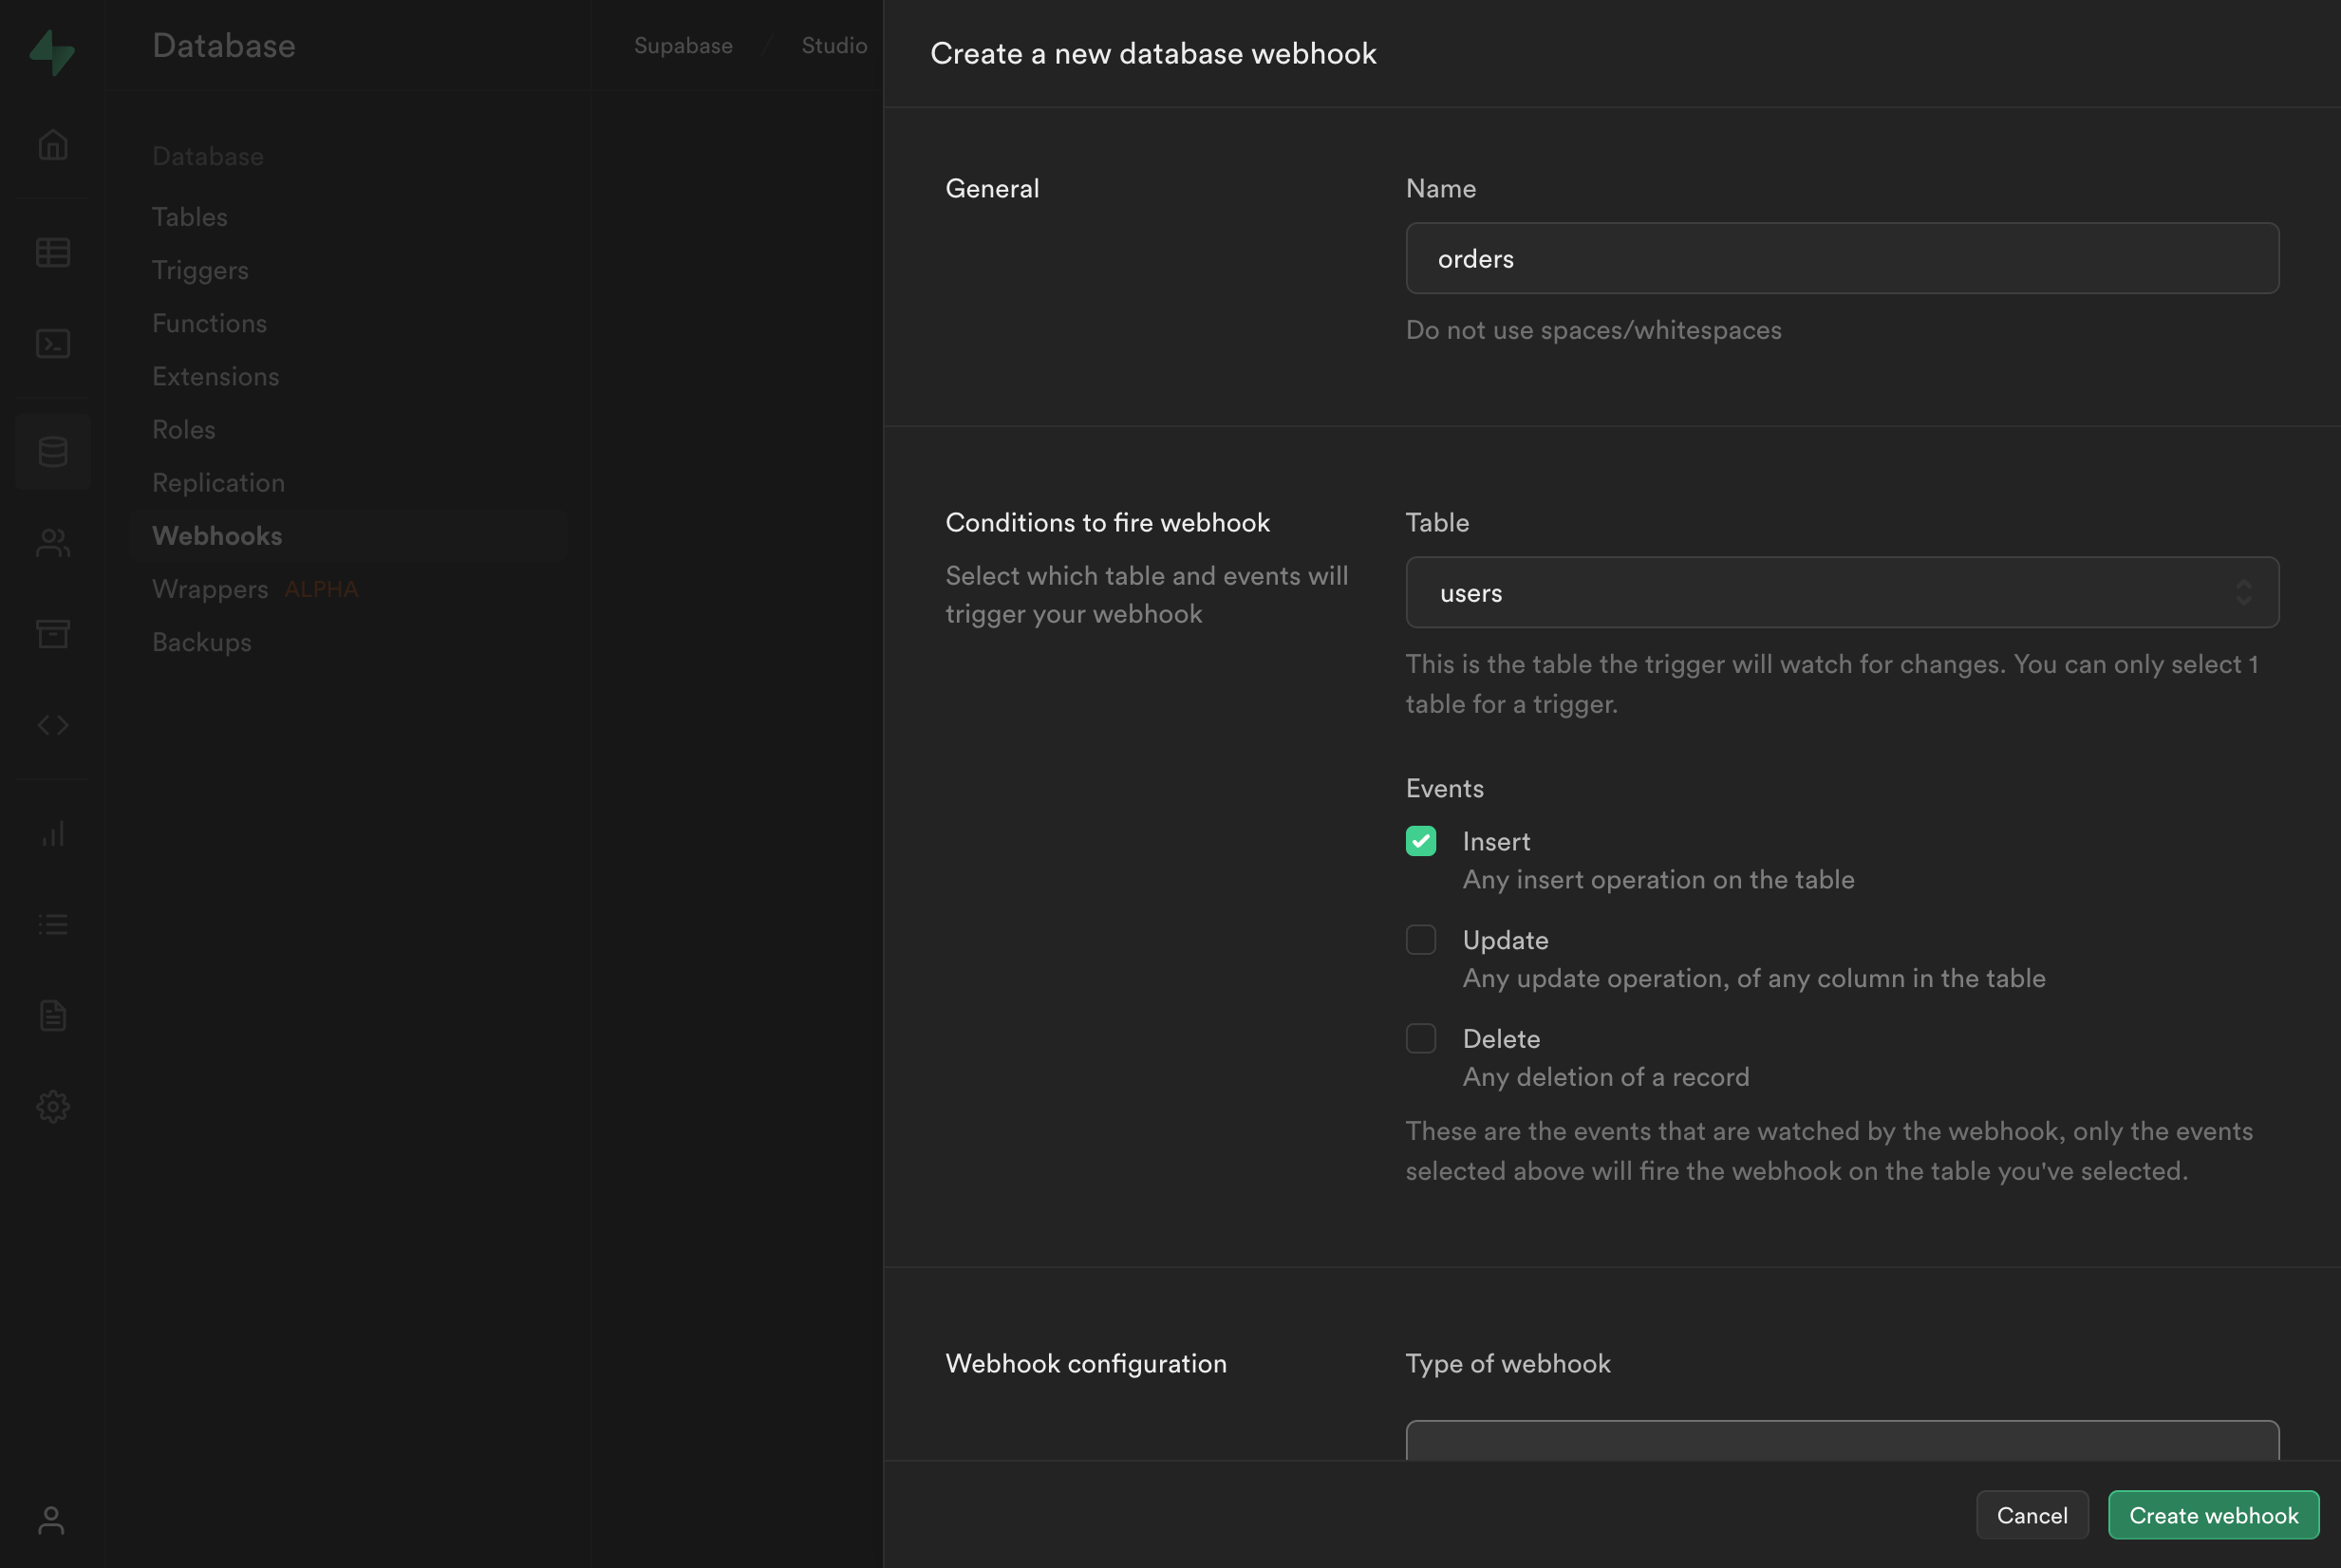 Database
Supabase / Studio
Database
Tables
Triggers
Functions
Extensions
Roles
Replication
Webhooks
Wrappers ALPHA
Backups
Create a new database webhook
General
Name
orders
Do not use spaces/whitespaces
Conditions to fire webhook
Select which table and events will
trigger your webhook
Table
users
This is the table the trigger will watch for changes. You can only select 1
table for a trigger.
Events
Insert
Any insert operation on the table
Update
Any update operation, of any column in the table
Delete
Any deletion of a record
These are the events that are watched by the webhook, only the events
selected above will fire the webhook on the table you've selected.
Webhook configuration
Type of webhook
Cancel
Create webhook